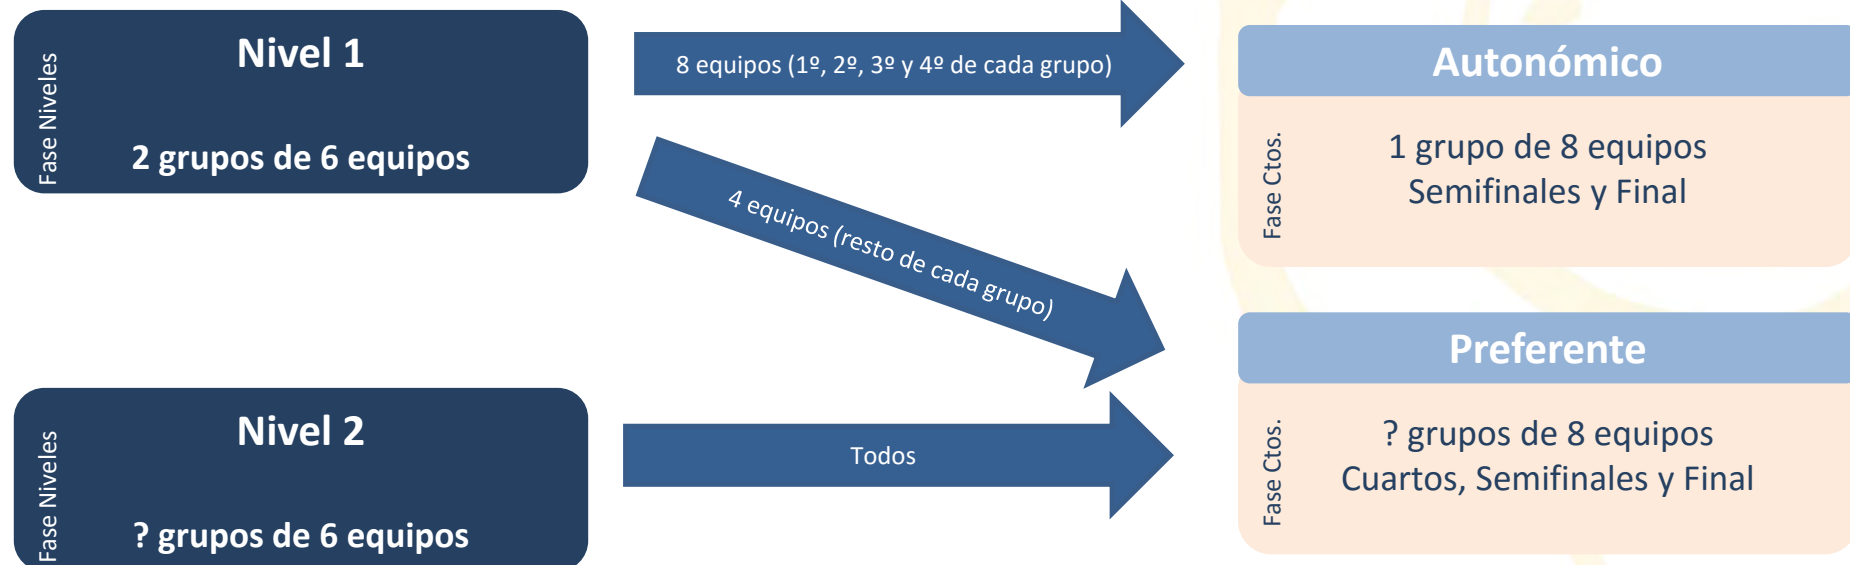 Fase Niveles
Nivel 1
2 grupos de 6 equipos
8 equipos (1º, 2º, 3º y 4º de cada grupo)
Autonómico
Fase Ctos.
1 grupo de 8 equipos
Semifinales y Final
4 equipos (resto de cada grupo)
Preferente
Fase Ctos.
? grupos de 8 equipos
Cuartos, Semifinales y Final
Fase Niveles
Nivel 2
? grupos de 6 equipos
Todos